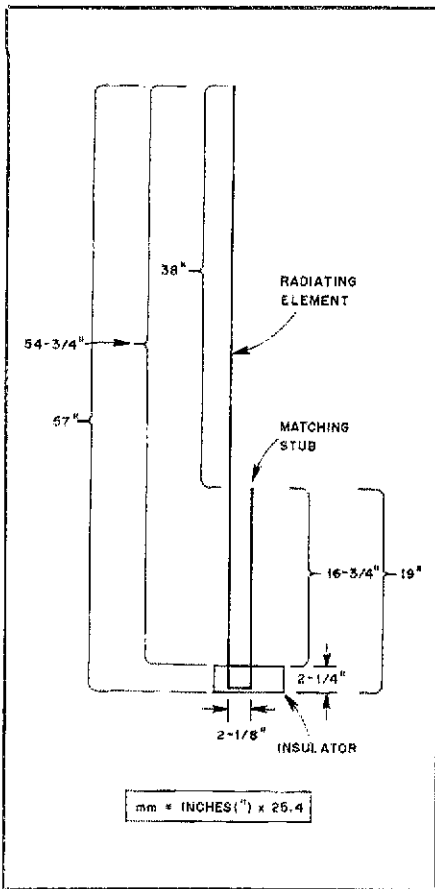 38"
RADIATING
ELEMENT
54-3/4"
57"
MATCHING
STUB
16-3/4"
19"
2-1/4"
2-1/8"
INSULATOR
mm = INCHES(") x 25.4